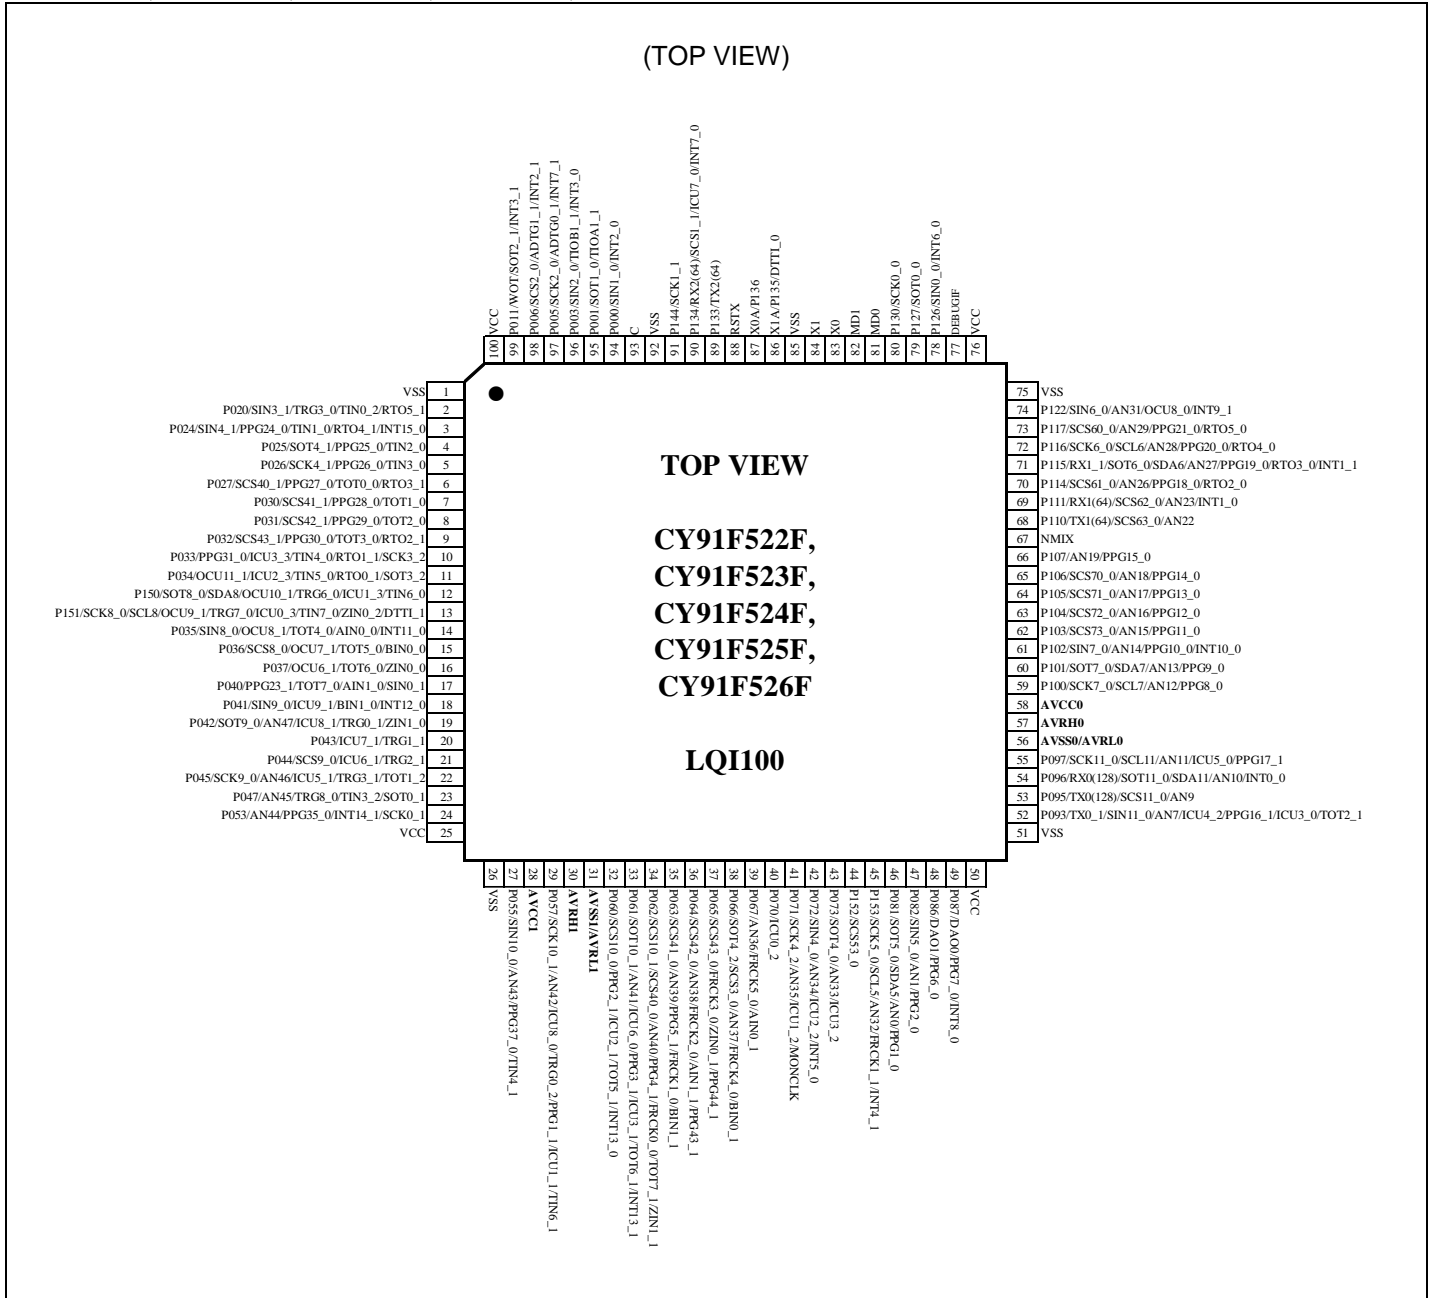 (TOP VIEW)
100 VCC
99 P011/WOT/SOT2_1/INT3_1
98 P006/SCS2_0/ADTG1_1/INT2_1
97 P005/SCK2_0/ADTG0_1/INT7_1
96 P003/SIN2_0/TIOB1_1/INT3_0
95 P001/SOT1_0/TIOA1_1
94 P000/SIN1_0/INT2_0
93 C
92 VSS
91 P144/SCK1_1
90 P134/RX2(64)/SCS1_1/ICU7_0/INT7_0
89 P133/TX2(64)
88 RSTX
87 X0A/P136
86 X1A/P135/DTTI_0
85 VSS
84 X1
83 X0
82 MD1
81 MD0
80 P130/SCK0_0
79 P127/SOT0_0
78 P126/SIN0_0/INT6_0
77 DEBUGIF
76 VCC
VSS 1
P020/SIN3_1/TRG3_0/TIN0_2/RTO5_1 2
P024/SIN4_1/PPG24_0/TIN1_0/RTO4_1/INT15_0 3
P025/SOT4_1/PPG25_0/TIN2_0 4
P026/SCK4_1/PPG26_0/TIN3_0 5
P027/SCS40_1/PPG27_0/TOT0_0/RTO3_1 6
P030/SCS41_1/PPG28_0/TOT1_0 7
P031/SCS42_1/PPG29_0/TOT2_0 8
P032/SCS43_1/PPG30_0/TOT3_0/RTO2_1 9
P033/PPG31_0/ICU3_3/TIN4_0/RTO1_1/SCK3_2 10
P034/OCU11_1/ICU2_3/TIN5_0/RTO0_1/SOT3_2 11
P150/SOT8_0/SDA8/OCU10_1/TRG6_0/ICU1_3/TIN6_0 12
P151/SCK8_0/SCL8/OCU9_1/TRG7_0/ICU0_3/TIN7_0/ZIN0_2/DTTI_1 13
P035/SIN8_0/OCU8_1/TOT4_0/AIN0_0/INT11_0 14
P036/SCS8_0/OCU7_1/TOT5_0/BIN0_0 15
P037/OCU6_1/TOT6_0/ZIN0_0 16
P040/PPG23_1/TOT7_0/AIN1_0/SIN0_1 17
P041/SIN9_0/ICU9_1/BIN1_0/INT12_0 18
P042/SOT9_0/AN47/ICU8_1/TRG0_1/ZIN1_0 19
P043/ICU7_1/TRG1_1 20
P044/SCS9_0/ICU6_1/TRG2_1 21
P045/SCK9_0/AN46/ICU5_1/TRG3_1/TOT1_2 22
P047/AN45/TRG8_0/TIN3_2/SOT0_1 23
P053/AN44/PPG35_0/INT14_1/SCK0_1 24
VCC 25
TOP VIEW
CY91F522F,
CY91F523F,
CY91F524F,
CY91F525F,
CY91F526F
LQI100
75 VSS
74 P122/SIN6_0/AN31/OCU8_0/INT9_1
73 P117/SCS60_0/AN29/PPG21_0/RTO5_0
72 P116/SCK6_0/SCL6/AN28/PPG20_0/RTO4_0
71 P115/RX1_1/SOT6_0/SDA6/AN27/PPG19_0/RTO3_0/INT1_1
70 P114/SCS61_0/AN26/PPG18_0/RTO2_0
69 P111/RX1(64)/SCS62_0/AN23/INT1_0
68 P110/TX1(64)/SCS63_0/AN22
67 NMIX
66 P107/AN19/PPG15_0
65 P106/SCS70_0/AN18/PPG14_0
64 P105/SCS71_0/AN17/PPG13_0
63 P104/SCS72_0/AN16/PPG12_0
62 P103/SCS73_0/AN15/PPG11_0
61 P102/SIN7_0/AN14/PPG10_0/INT10_0
60 P101/SOT7_0/SDA7/AN13/PPG9_0
59 P100/SCK7_0/SCL7/AN12/PPG8_0
58 AVCC0
57 AVRH0
56 AVSS0/AVRL0
55 P097/SCK11_0/SCL11/AN11/ICU5_0/PPG17_1
54 P096/RX0(128)/SOT11_0/SDA11/AN10/INT0_0
53 P095/TX0(128)/SCS11_0/AN9
52 P093/TX0_1/SIN11_0/AN7/ICU4_2/PPG16_1/ICU3_0/TOT2_1
51 VSS
26 VSS
27 P055/SIN10_0/AN43/PPG37_0/TIN4_1
28 AVCC1
29 P057/SCK10_1/AN42/ICU8_0/TRG0_2/PPG1_1/ICU1_1/TIN6_1
30 AVRH1
31 AVSS1/AVRL1
32 P060/SCS10_0/PPG2_1/ICU2_1/TOT5_1/INT13_0
33 P061/SOT10_1/AN41/ICU6_0/PPG3_1/ICU3_1/TOT6_1/INT13_1
34 P062/SCS10_1/SCS40_0/AN40/PPG4_1/FRCK0_0/TOT7_1/ZIN1_1
35 P063/SCS41_0/AN39/PPG5_1/FRCK1_0/BIN1_1
36 P064/SCS42_0/AN38/FRCK2_0/AIN1_1/PPG43_1
37 P065/SCS43_0/FRCK3_0/ZIN0_1/PPG44_1
38 P066/SOT4_2/SCS3_0/AN37/FRCK4_0/BIN0_1
39 P067/AN36/FRCK5_0/AIN0_1
40 P070/ICU0_2
41 P071/SCK4_2/AN35/ICU1_2/MONCLK
42 P072/SIN4_0/AN34/ICU2_2/INT5_0
43 P073/SOT4_0/AN33/ICU3_2
44 P152/SCS53_0
45 P153/SCK5_0/SCL5/AN32/FRCK1_1/INT4_1
46 P081/SOT5_0/SDA5/AN0/PPG1_0
47 P082/SIN5_0/AN1/PPG2_0
48 P086/DAO1/PPG6_0
49 P087/DAO0/PPG7_0/INT8_0
50 VCC